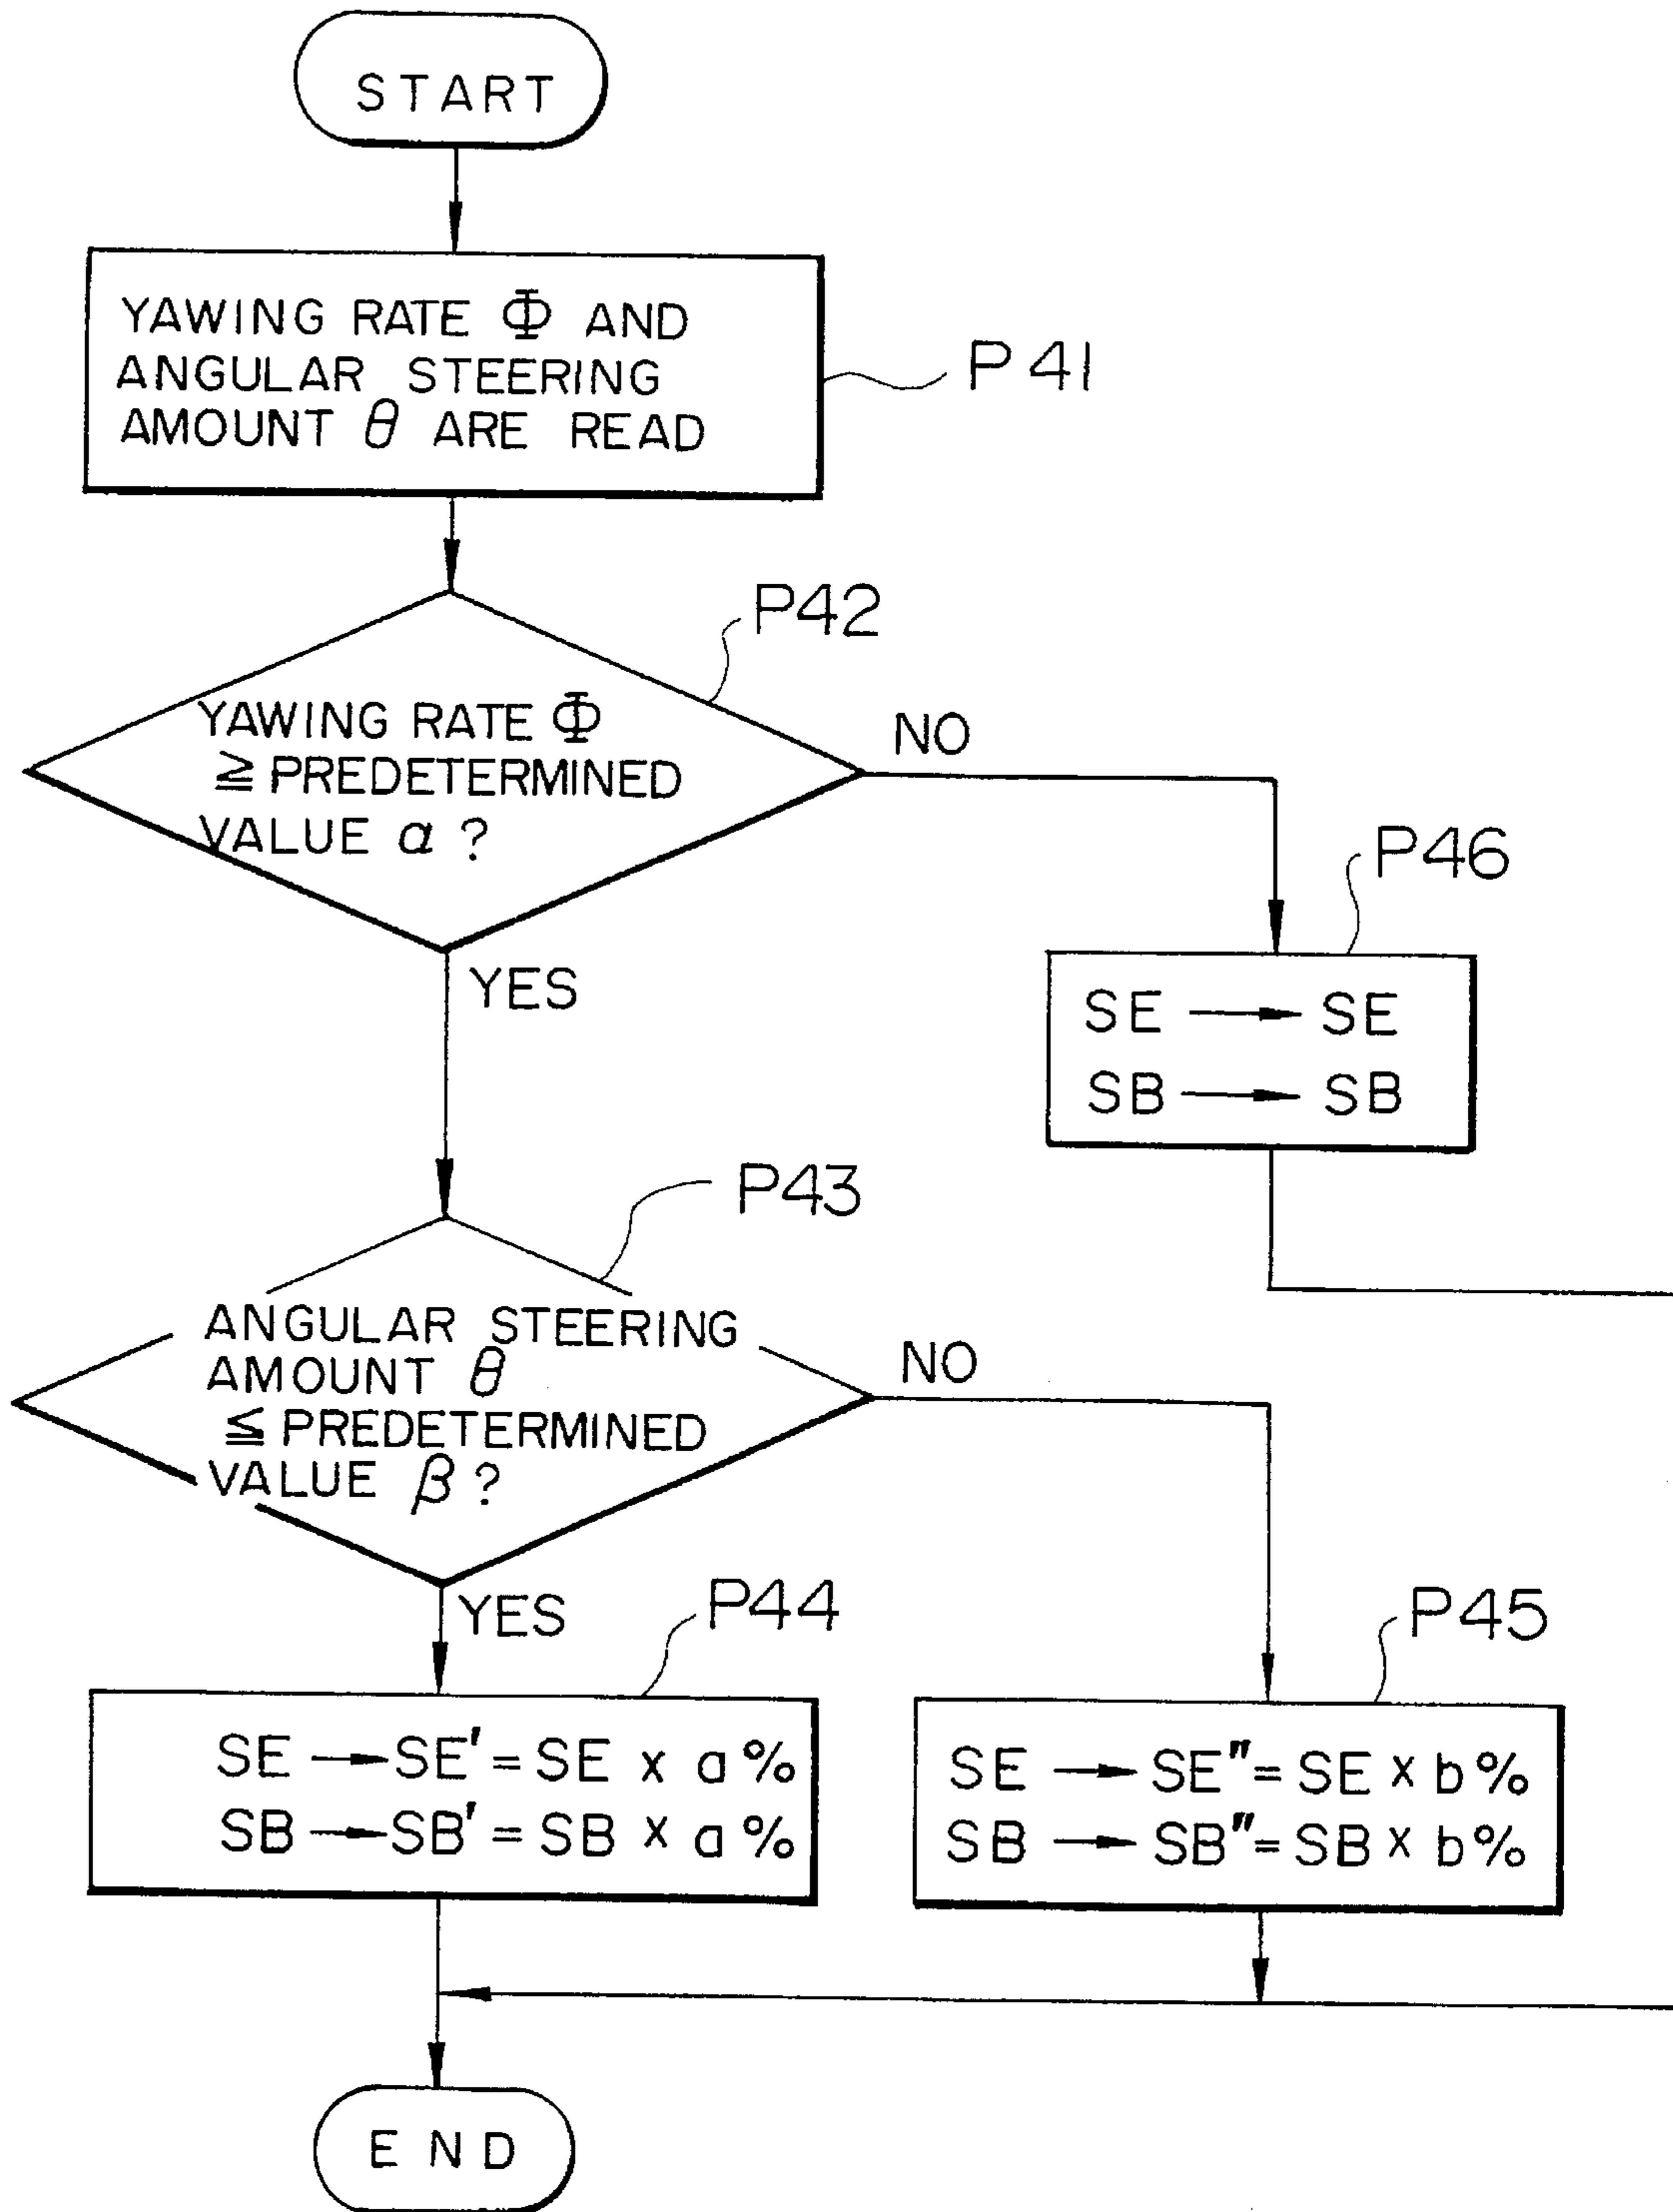 START
YAWING RATE Φ AND
ANGULAR STEERING
AMOUNT θ ARE READ
P41
P42
YAWING RATE Φ
≧ PREDETERMINED
VALUE α ?
NO
YES
P46
SE → SE
SB → SB
P43
ANGULAR STEERING
AMOUNT θ
≦ PREDETERMINED
VALUE β ?
NO
YES
P44
SE → SE' = SE x a %
SB → SB' = SB x a %
P45
SE → SE" = SE x b %
SB → SB" = SB x b %
END